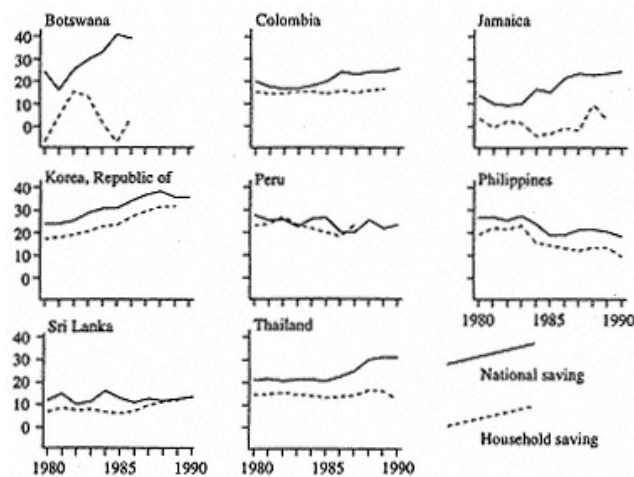 Botswana Colombia Jamaica
40
30
20
10
0
Korea, Republic of Peru Philippines
40
30
20
10
0
1980 1985 1990
Sri Lanka Thailand
40
30
20
10
0
National saving
Household saving
1980 1985 1990 1980 1985 1990